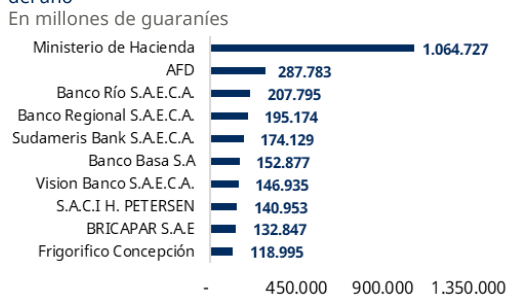 del año
En millones de guaraníes
Ministerio de Hacienda 1.064.727
AFD 287.783
Banco Río S.A.E.C.A. 207.795
Banco Regional S.A.E.C.A. 195.174
Sudameris Bank S.A.E.C.A. 174.129
Banco Basa S.A 152.877
Vision Banco S.A.E.C.A. 146.935
S.A.C.I H. PETERSEN 140.953
BRICAPAR S.A.E 132.847
Frigorifico Concepción 118.995
- 450.000 900.000 1.350.000